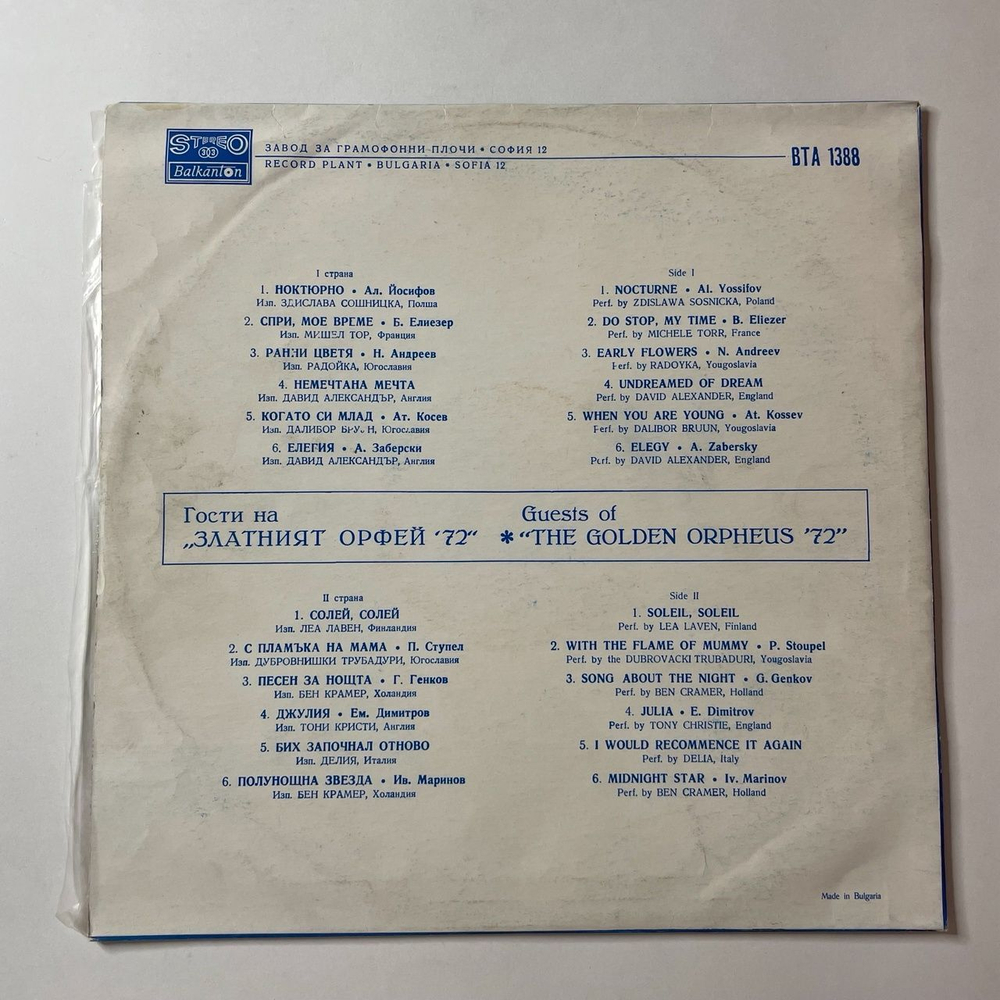 STEREO
33
Balkanton
ЗАВОД ЗА ГРАМОФОННИ ПЛОЧИ • СОФИЯ 12
RECORD PLANT • BULGARIA • SOFIA 12
BTA 1388
I страна
1. НОКТЮРНО • Ал. Йосифов
Изп. ЗДИСЛАВА СОШНИЦКА, Полша
2. СПРИ, МОЕ ВРЕМЕ • Б. Елиезер
Изп. МИШЕЛ ТОР, Франция
3. РАННИ ЦВЕТЯ • Н. Андреев
Изп. РАДОЙКА, Югославия
4. НЕМЕЧТАНА МЕЧТА
Изп. ДАВИД АЛЕКСАНДЪР, Англия
5. КОГАТО СИ МЛАД • Ат. Косев
Изп. ДАЛИБОР БРУН, Югославия
6. ЕЛЕГИЯ • А. Заберски
Изп. ДАВИД АЛЕКСАНДЪР, Англия
Side I
1. NOCTURNE • Al. Yossifov
Perf. by ZDISLAWA SOSNICKA, Poland
2. DO STOP, MY TIME • B. Eliezer
Perf. by MICHELE TORR, France
3. EARLY FLOWERS • N. Andreev
Perf. by RADOYKA, Yougoslavia
4. UNDREAMED OF DREAM
Perf. by DAVID ALEXANDER, England
5. WHEN YOU ARE YOUNG • At. Kossev
Perf. by DALIBOR BRUUN, Yougoslavia
6. ELEGY • A. Zabersky
Perf. by DAVID ALEXANDER, England
Гости на
„ЗЛАТНИЯТ ОРФЕЙ '72“
*
Guests of
“THE GOLDEN ORPHEUS '72”
II страна
1. СОЛЕЙ, СОЛЕЙ
Изп. ЛЕА ЛАВЕН, Финландия
2. С ПЛАМЪКА НА МАМА • П. Ступел
Изп. ДУБРОВНИШКИ ТРУБАДУРИ, Югославия
3. ПЕСЕН ЗА НОЩТА • Г. Генков
Изп. БЕН КРАМЕР, Холандия
4. ДЖУЛИЯ • Ем. Димитров
Изп. ТОНИ КРИСТИ, Англия
5. БИХ ЗАПОЧНАЛ ОТНОВО
Изп. ДЕЛИЯ, Италия
6. ПОЛУНОЩНА ЗВЕЗДА • Ив. Маринов
Изп. БЕН КРАМЕР, Холандия
Side II
1. SOLEIL, SOLEIL
Perf. by LEA LAVEN, Finland
2. WITH THE FLAME OF MUMMY • P. Stoupel
Perf. by the DUBROVACKI TRUBADURI, Yougoslavia
3. SONG ABOUT THE NIGHT • G. Genkov
Perf. by BEN CRAMER, Holland
4. JULIA • E. Dimitrov
Perf. by TONY CHRISTIE, England
5. I WOULD RECOMMENCE IT AGAIN
Perf. by DELIA, Italy
6. MIDNIGHT STAR • Iv. Marinov
Perf. by BEN CRAMER, Holland
Made in Bulgaria